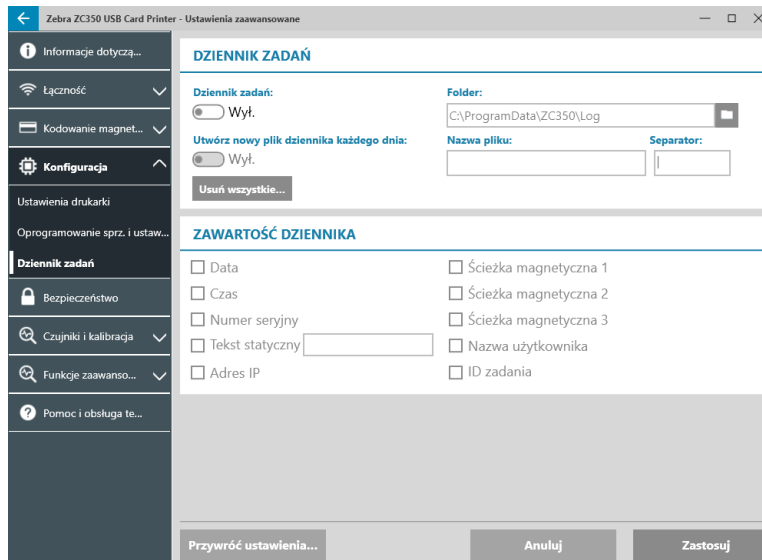 Zebra ZC350 USB Card Printer - Ustawienia zaawansowane
Informacje dotyczą...
Łączność
Kodowanie magnet...
Konfiguracja
Ustawienia drukarki
Oprogramowanie sprz. i ustaw...
Dziennik zadań
Bezpieczeństwo
Czujniki i kalibracja
Funkcje zaawanso...
Pomoc i obsługa te...
DZIENNIK ZADAŃ
Dziennik zadań:
Wył.
Utwórz nowy plik dziennika każdego dnia:
Wył.
Usuń wszystkie...
Folder:
C:\ProgramData\ZC350\Log
Nazwa pliku:
Separator:
|
ZAWARTOŚĆ DZIENNIKA
Data
Czas
Numer seryjny
Tekst statyczny
Adres IP
Ścieżka magnetyczna 1
Ścieżka magnetyczna 2
Ścieżka magnetyczna 3
Nazwa użytkownika
ID zadania
Przywróć ustawienia...
Anuluj
Zastosuj